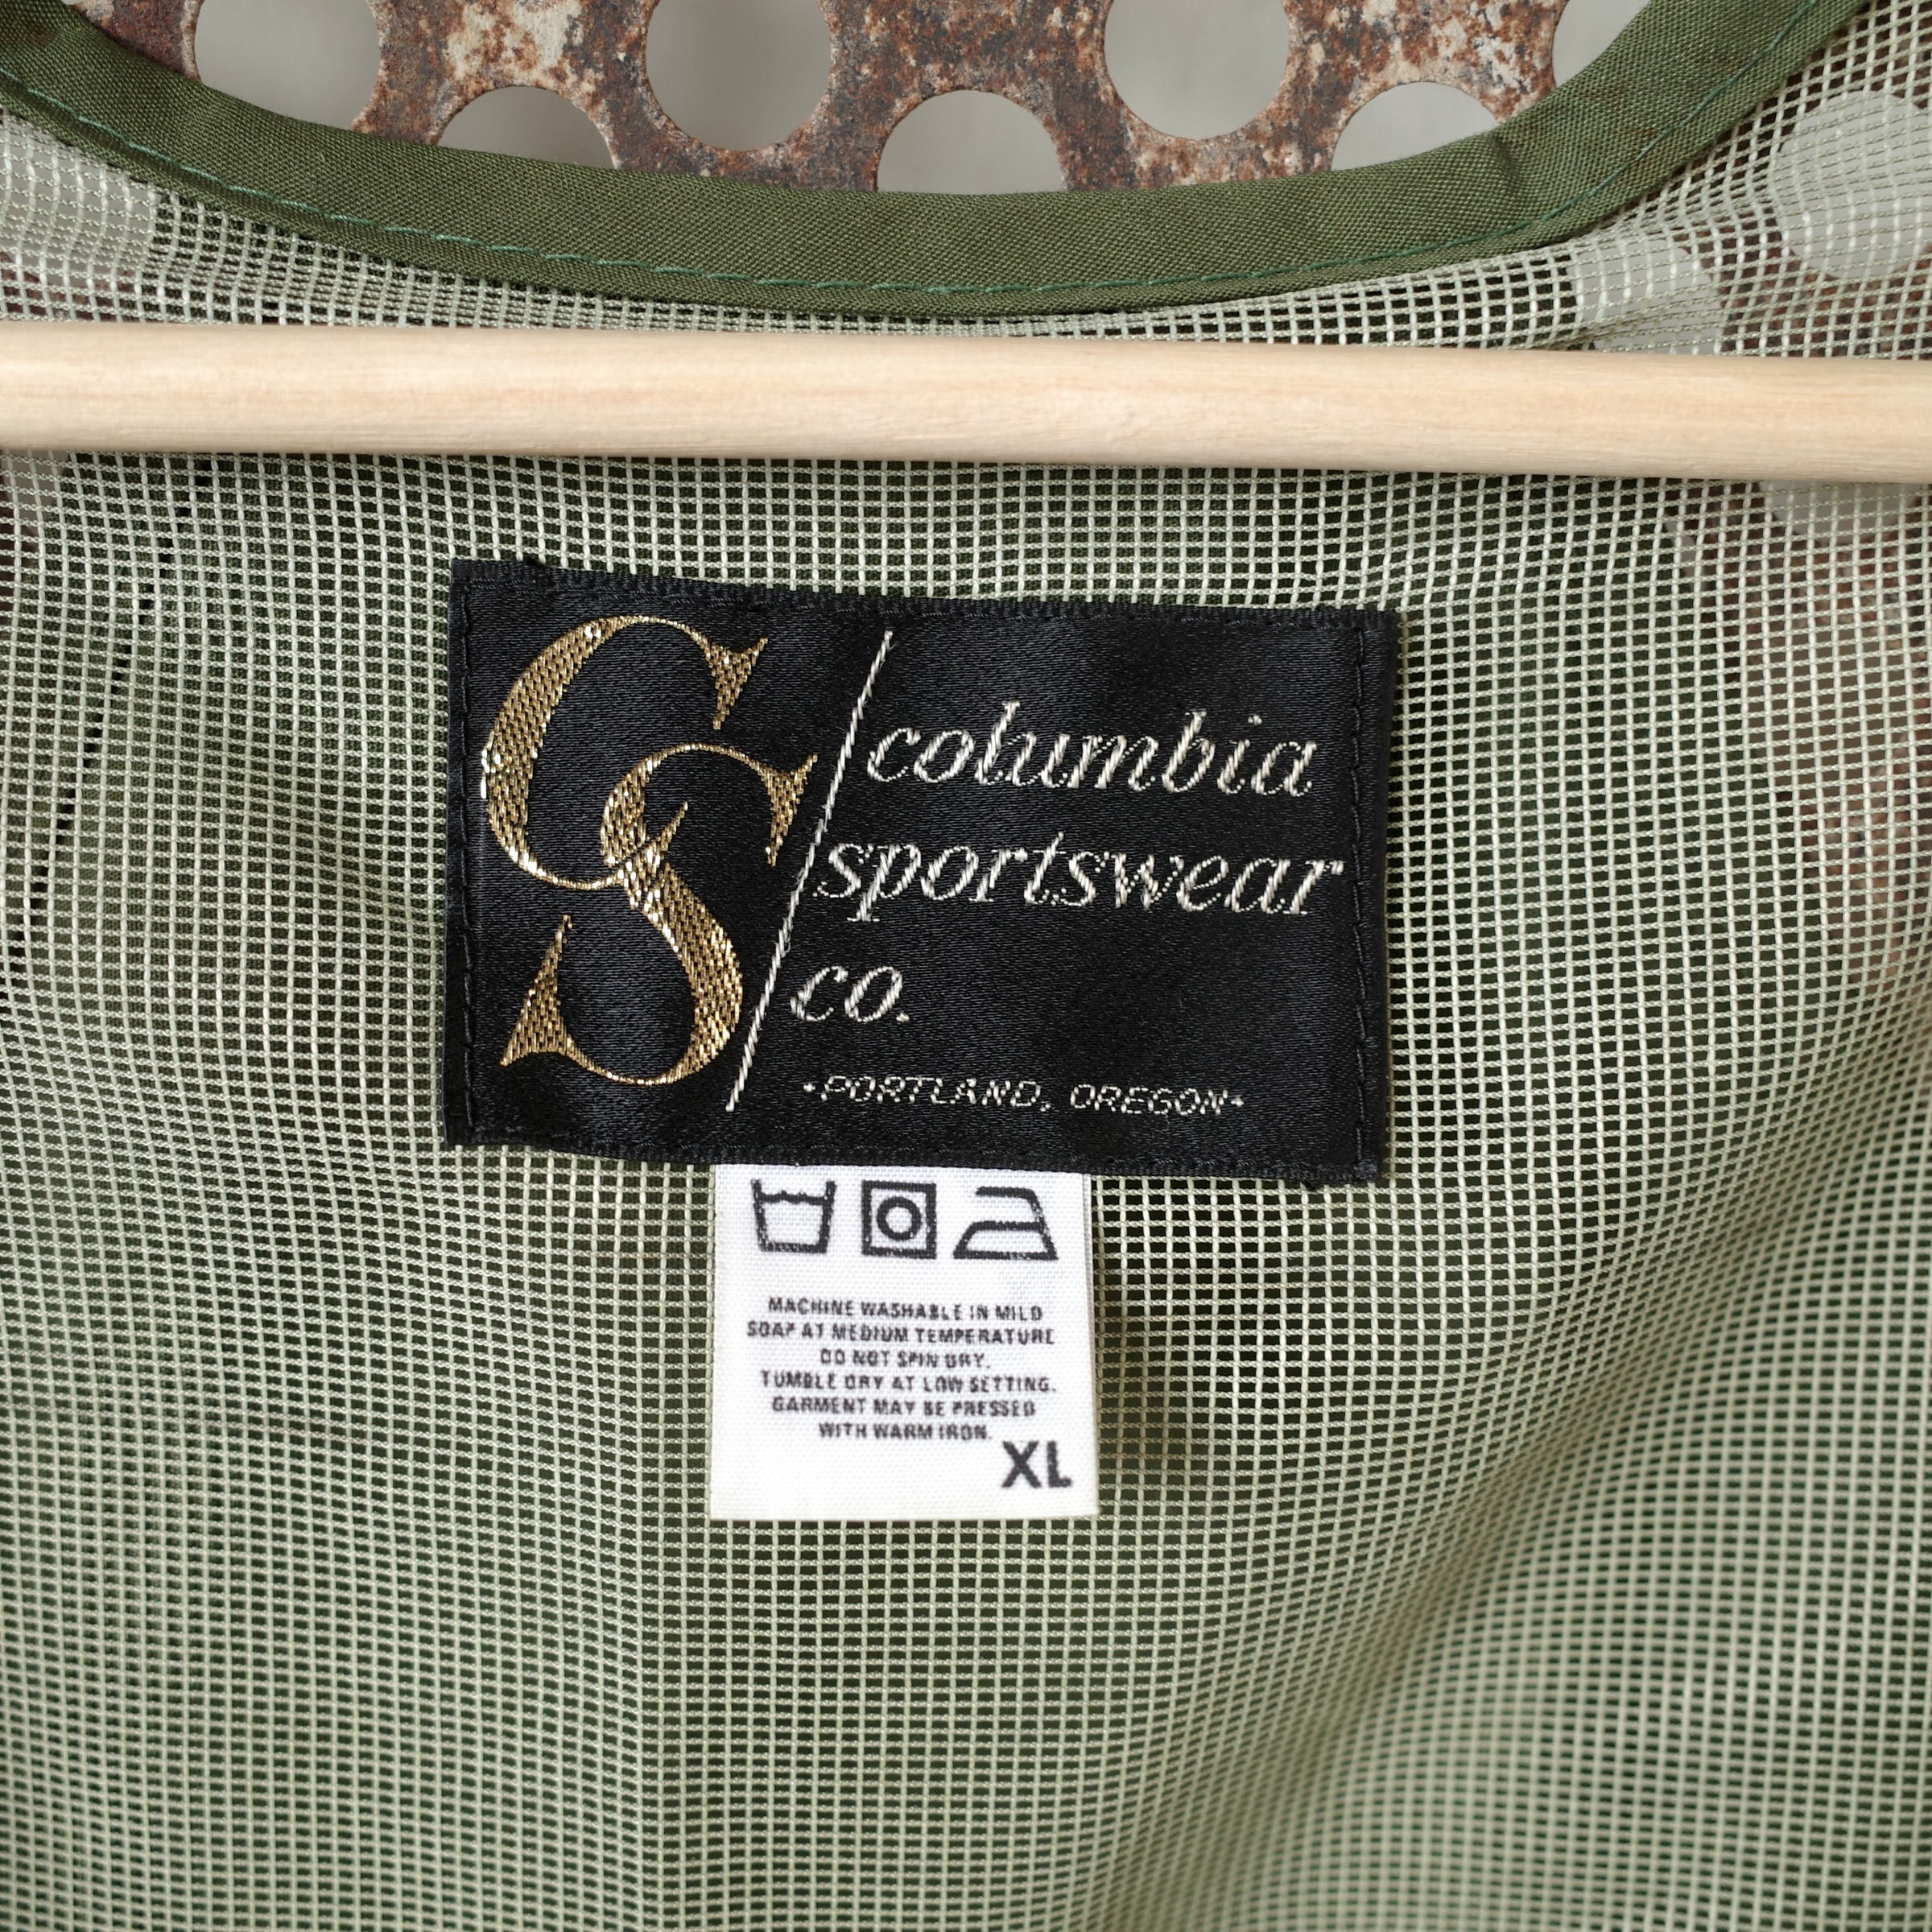 CS
columbia
sportswear
co.
•PORTLAND, OREGON•
MACHINE WASHABLE IN MILD
SOAP AT MEDIUM TEMPERATURE
DO NOT SPIN DRY.
TUMBLE DRY AT LOW SETTING.
GARMENT MAY BE PRESSED
WITH WARM IRON.
XL